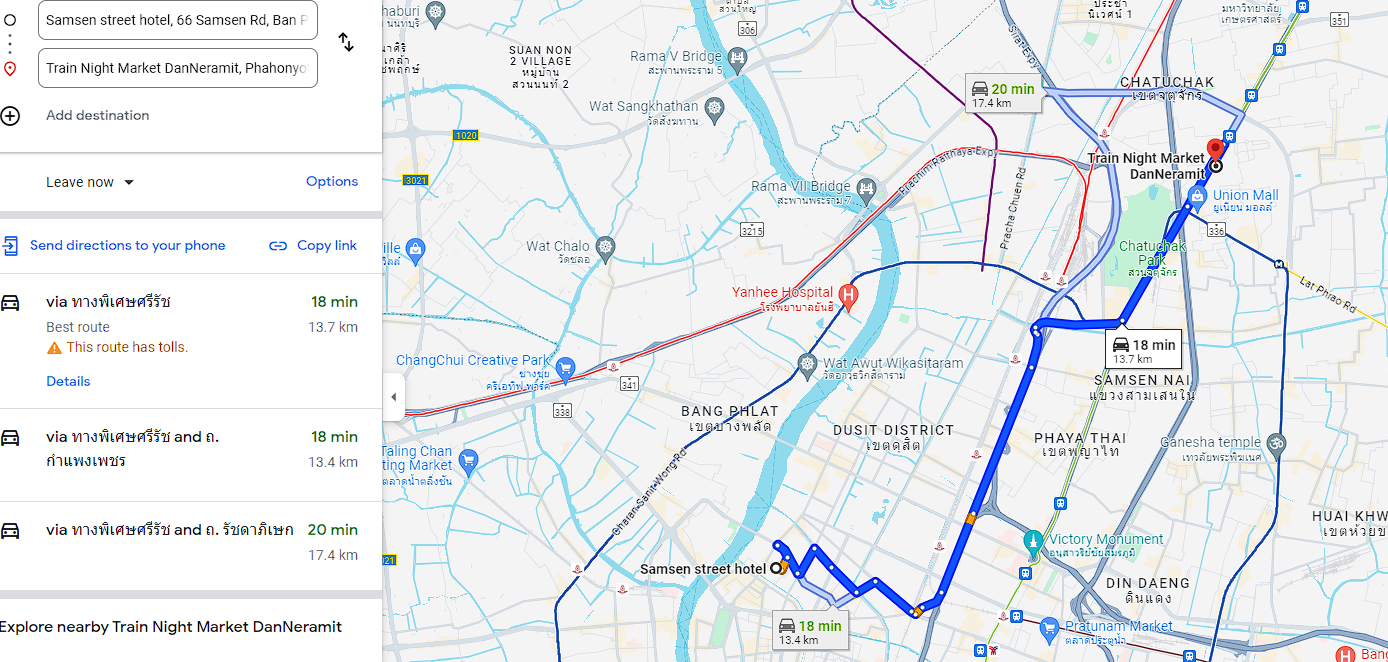 Samsen street hotel, 66 Samsen Rd, Ban P
Train Night Market DanNeramit, Phahonyo
Add destination
Leave now
Options
Send directions to your phone
Copy link
via ทางพิเศษศรีรัช
18 min
Best route
13.7 km
This route has tolls.
Details
via ทางพิเศษศรีรัช and ถ.
กำแพงเพชร
18 min
13.4 km
via ทางพิเศษศรีรัช and ถ. รัชดาภิเษก
20 min
17.4 km
Explore nearby Train Night Market DanNeramit
SUAN NON
2 VILLAGE
หมู่บ้าน
สวนนนท์ 2
306
Rama V Bridge
สะพานพระราม 5
Wat Sangkhathan
วัดสังฆทาน
1020
3021
Sirat Expy
นิเวศน์ 1
มหาวิทยาลัย
เกษตรศาสตร์
351
CHATUCHAK
เขตจตุจักร
20 min
17.4 km
Prachim Ratthaya Expy
Pracha Chuen Rd
Train Night Market
DanNeramit
Rama VII Bridge
สะพานพระราม 7
Union Mall
ยูเนี่ยน มอลล์
3215
336
Wat Chalo
วัดชลอ
Chatuchak
Park
สวนจตุจักร
Lat Phrao Rd
Yanhee Hospital
โรงพยาบาลยันฮี
18 min
13.7 km
ChangChui Creative Park
ช่างชุ่ย
ครีเอทีฟ พาร์ค
Wat Awut Wikasitaram
วัดอาวุธวิกสิตาราม
341
338
SAMSEN NAI
แขวงสามเสนใน
BANG PHLAT
เขตบางพลัด
DUSIT DISTRICT
เขตดุสิต
PHAYA THAI
เขตพญาไท
Ganesha temple
เทวลัยพระพิฆเนศ
Taling Chan
ting Market
ตลาดน้ำตลิ่งชัน
Charan Sanit Wong Rd
HUAI KHW
เขตห้วยข
Victory Monument
อนุสาวรีย์ชัยสมรภูมิ
Samsen street hotel
DIN DAENG
ดินแดง
18 min
13.4 km
Pratunam Market
ตลาดประตูน้ำ